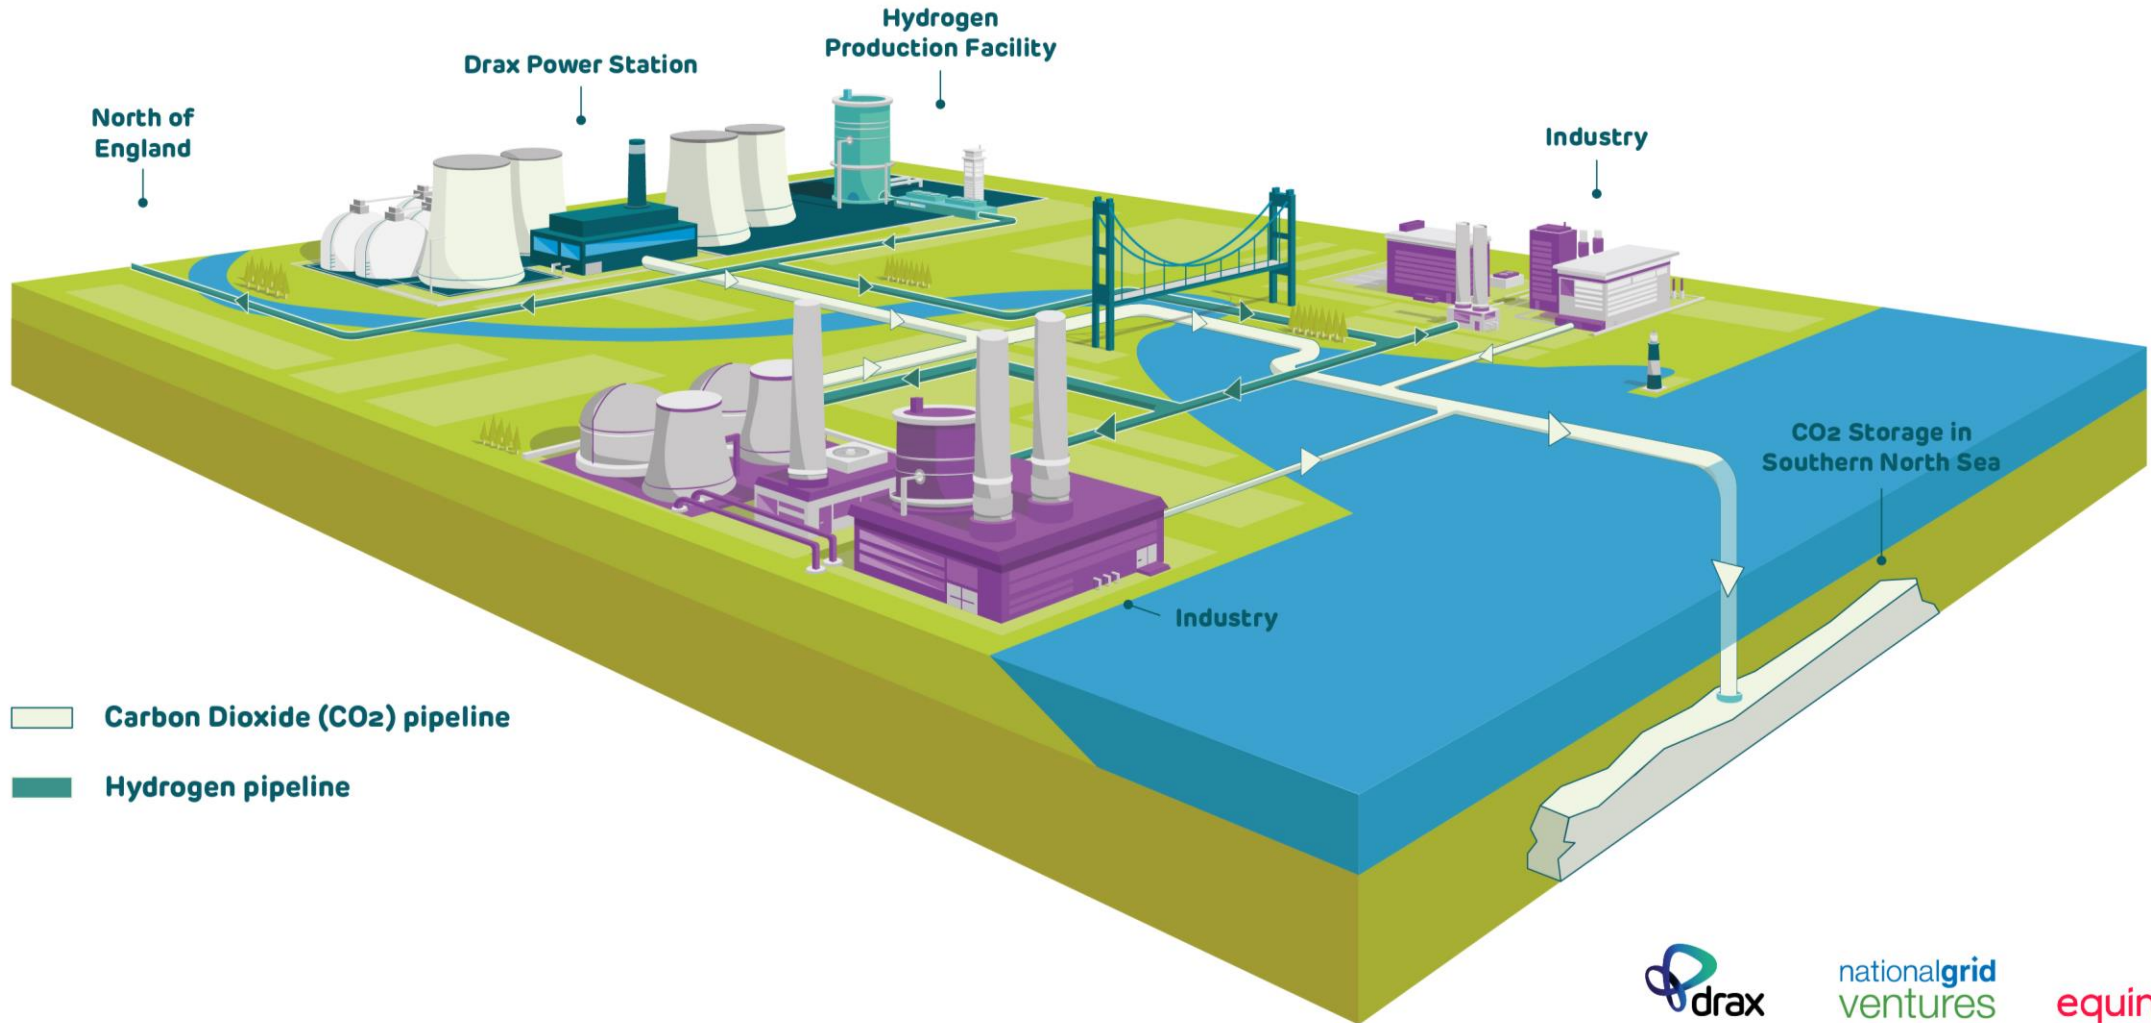 Hydrogen
Production Facility
Drax Power Station
North of
England
Industry
CO2 Storage in
Southern North Sea
Industry
Carbon Dioxide (CO2) pipeline
Hydrogen pipeline
drax
nationalgrid
ventures
equin